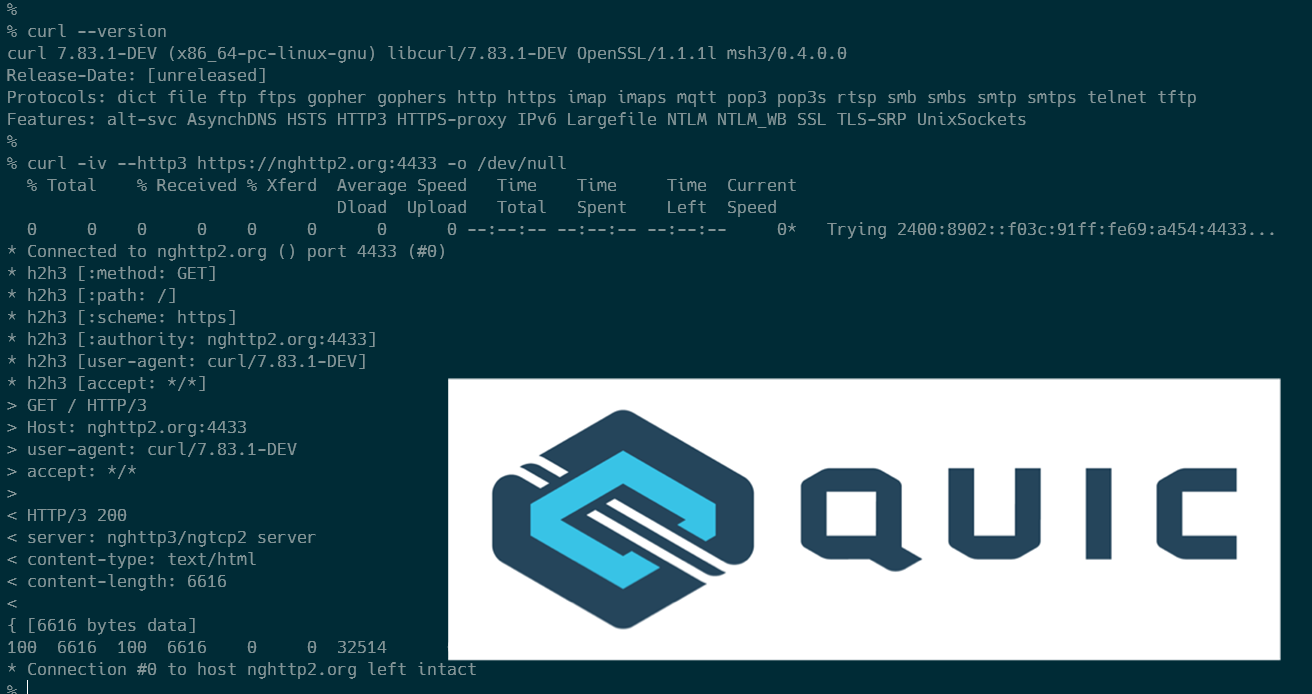 %
% curl --version
curl 7.83.1-DEV (x86_64-pc-linux-gnu) libcurl/7.83.1-DEV OpenSSL/1.1.1l msh3/0.4.0.0
Release-Date: [unreleased]
Protocols: dict file ftp ftps gopher gophers http https imap imaps mqtt pop3 pop3s rtsp smb smbs smtp smtps telnet tftp
Features: alt-svc AsynchDNS HSTS HTTP3 HTTPS-proxy IPv6 Largefile NTLM NTLM_WB SSL TLS-SRP UnixSockets
%
% curl -iv --http3 https://nghttp2.org:4433 -o /dev/null
  % Total    % Received % Xferd  Average Speed   Time    Time     Time  Current
                                 Dload  Upload   Total   Spent    Left  Speed
  0     0    0     0    0     0      0      0 --:--:-- --:--:-- --:--:--     0*   Trying 2400:8902::f03c:91ff:fe69:a454:4433...
* Connected to nghttp2.org () port 4433 (#0)
* h2h3 [:method: GET]
* h2h3 [:path: /]
* h2h3 [:scheme: https]
* h2h3 [:authority: nghttp2.org:4433]
* h2h3 [user-agent: curl/7.83.1-DEV]
* h2h3 [accept: */*]
> GET / HTTP/3
> Host: nghttp2.org:4433
> user-agent: curl/7.83.1-DEV
> accept: */*
>
< HTTP/3 200
< server: nghttp3/ngtcp2 server
< content-type: text/html
< content-length: 6616
<
{ [6616 bytes data]
100  6616  100  6616    0     0  32514
* Connection #0 to host nghttp2.org left intact
%
QUIC